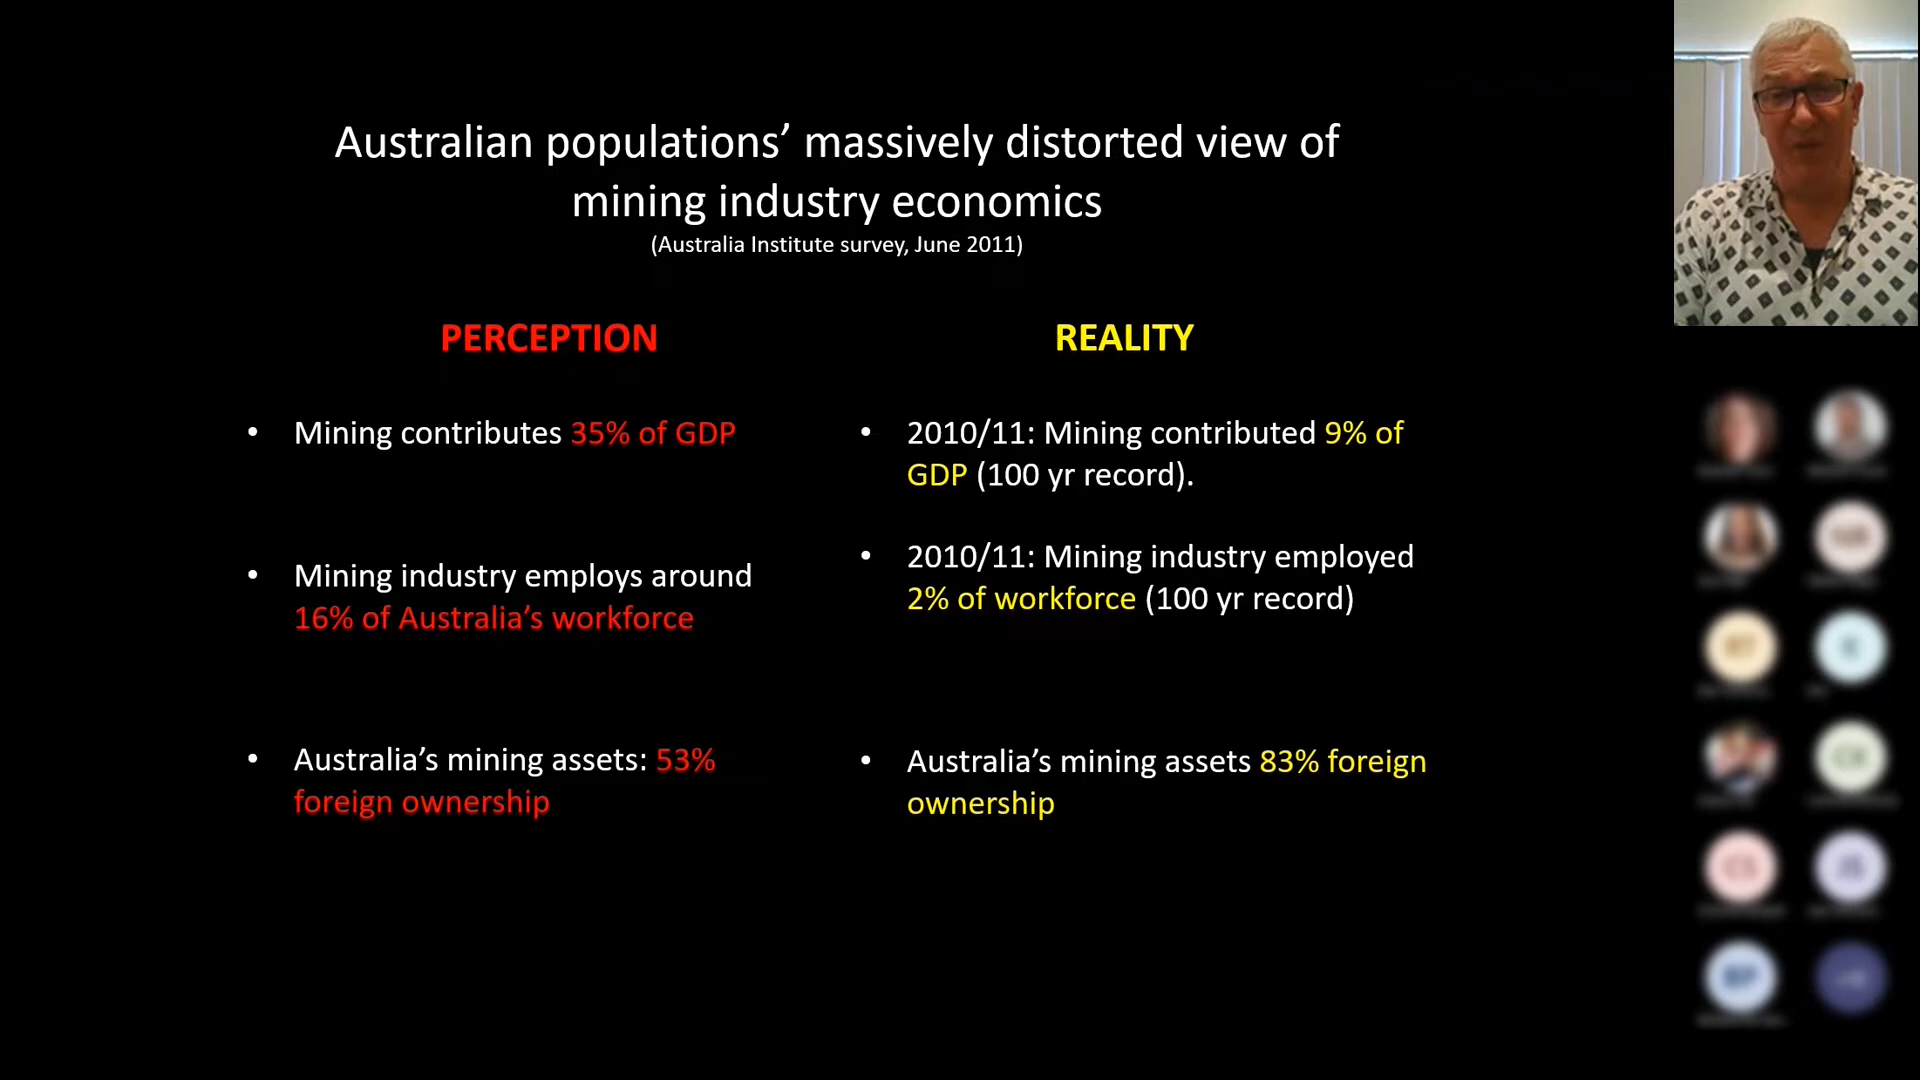 Australian populations’ massively distorted view of
mining industry economics
(Australia Institute survey, June 2011)
PERCEPTION
• Mining contributes 35% of GDP
• Mining industry employs around
16% of Australia’s workforce
• Australia’s mining assets: 53%
foreign ownership
REALITY
• 2010/11: Mining contributed 9% of
GDP (100 yr record).
• 2010/11: Mining industry employed
2% of workforce (100 yr record)
• Australia’s mining assets 83% foreign
ownership